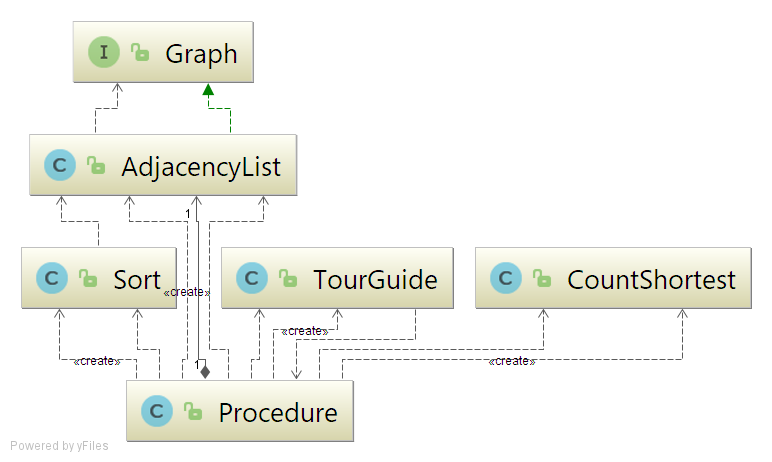 I Graph
C AdjacencyList
1
C Sort
C TourGuide
C CountShortest
«create»
«create»
«create»
«create»
1
C Procedure
Powered by yFiles